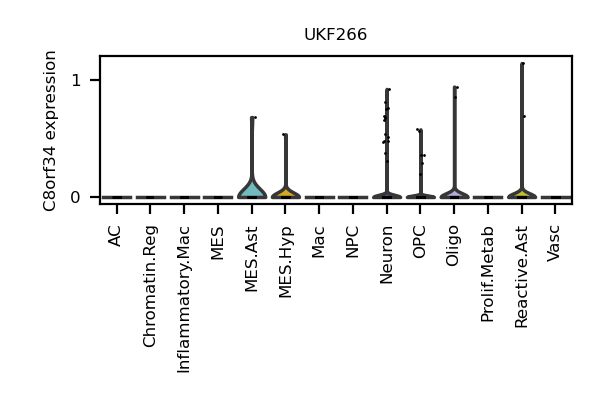 UKF266
C8orf34 expression
1
0
AC
Chromatin.Reg
Inflammatory.Mac
MES
MES.Ast
MES.Hyp
Mac
NPC
Neuron
OPC
Oligo
Prolif.Metab
Reactive.Ast
Vasc